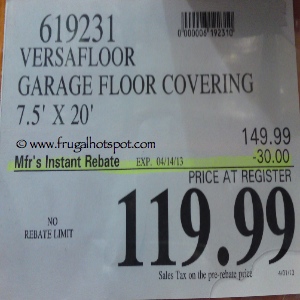 619231
0000006192310
VERSAFLOOR
GARAGE FLOOR COVERING
7.5' X 20'
© www.frugalhotspot.com
149.99
Mfr's Instant Rebate EXP. 04/14/13 -30.00
PRICE AT REGISTER
NO
REBATE LIMIT
119.99
Sales Tax on the pre-rebate price